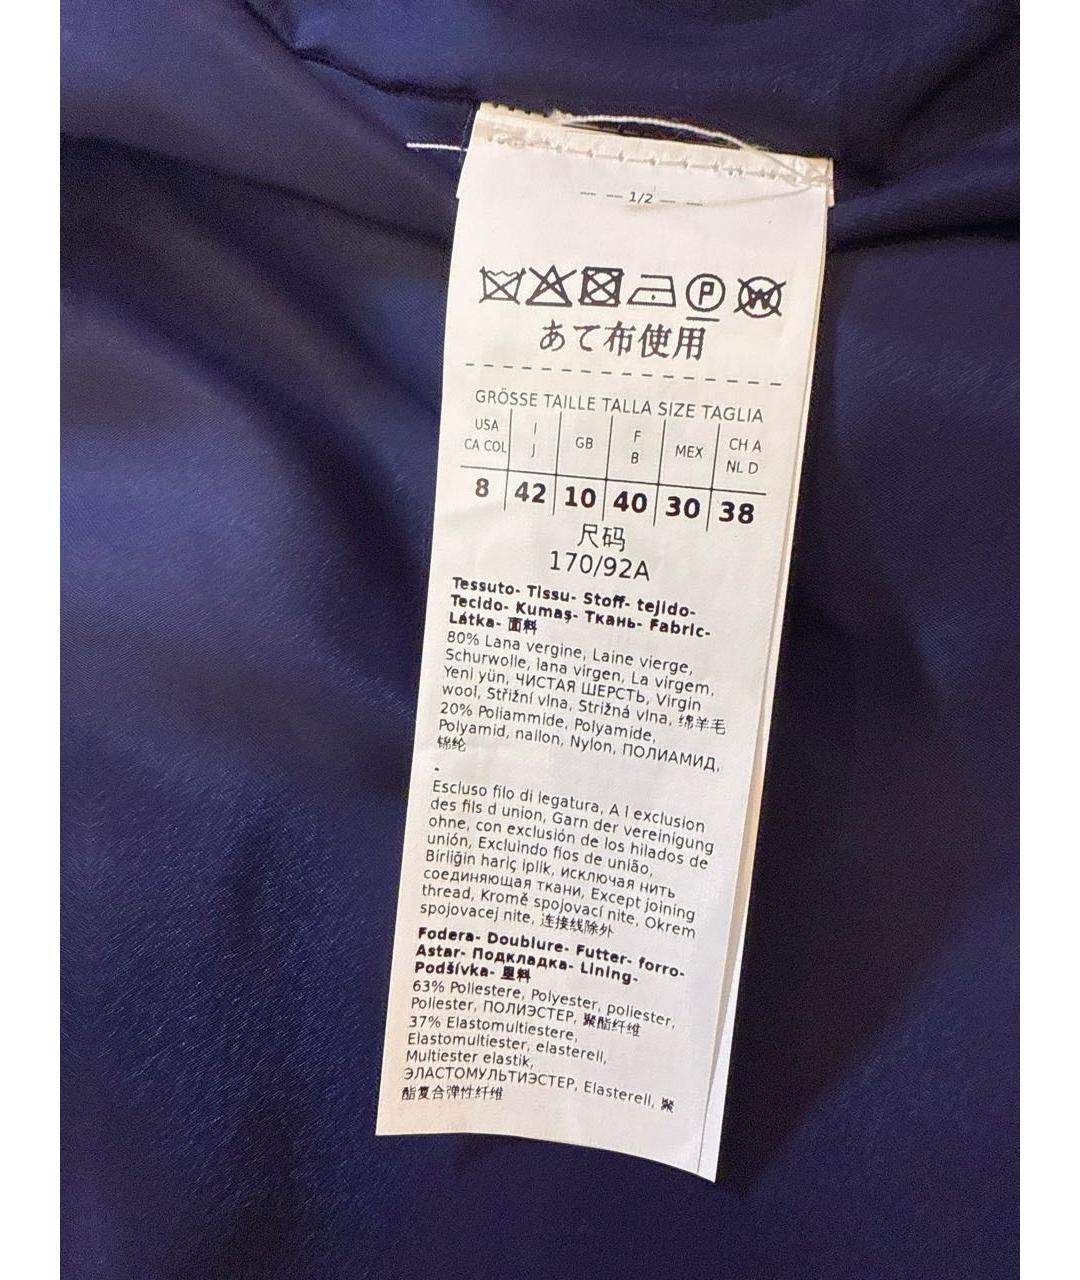 1/2
P W
あて布使用
GRÖSSE TAILLE TALLA SIZE TAGLIA
USA I GB F MEX CH A
CA COL J B NL D
8 42 10 40 30 38
尺码
170/92A
Tessuto- Tissu- Stoff- tejido-
Tecido- Kumaş- Ткань- Fabric-
Látka- 面料
80% Lana vergine, Laine vierge,
Schurwolle, lana virgen, La virgem,
Yeni yün, ЧИСТАЯ ШЕРСТЬ, Virgin
wool, Střižní vlna, Strižná vlna, 绵羊毛
20% Poliammide, Polyamide,
Polyamid, nailon, Nylon, ПОЛИАМИД,
锦纶
-
Escluso filo di legatura, A l exclusion
des fils d union, Garn der vereinigung
ohne, con exclusión de los hilados de
unión, Excluindo fios de união,
Birliğin hariç iplik, исключая нить
соединяющая ткани, Except joining
thread, Kromě spojovací nite, Okrem
spojovacej nite, 连接线除外
Fodera- Doublure- Futter- forro-
Astar- Подкладка- Lining-
Podšívka- 里料
63% Poliestere, Polyester, poliester,
Poliester, ПОЛИЭСТЕР, 聚酯纤维
37% Elastomultiestere,
Elastomultiester, elasterell,
Multiester elastik,
ЭЛАСТОМУЛЬТИЭСТЕР, Elasterell, 聚
酯复合弹性纤维